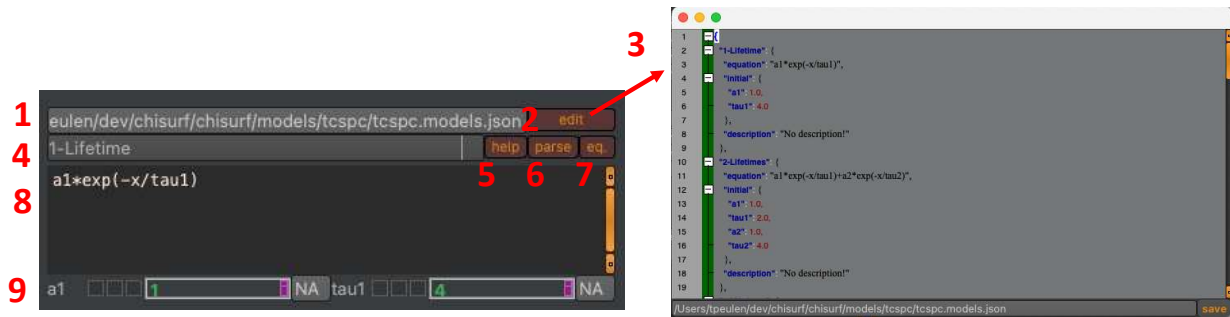 1
eulen/dev/chisurf/chisurf/models/tcspc/tcspc.models.json
2
edit
3
4
1-Lifetime
help
parse
eq.
5
6
7
8
a1*exp(-x/tau1)
9
a1
1
NA
tau1
4
NA
1 {
2 "1-Lifetime": {
3 "equation": "a1*exp(-x/tau1)",
4 "initial": {
5 "a1": 1.0,
6 "tau1": 4.0
7 },
8 "description": "No description!"
9 },
10 "2-Lifetimes": {
11 "equation": "a1*exp(-x/tau1)+a2*exp(-x/tau2)",
12 "initial": {
13 "a1": 1.0,
14 "tau1": 2.0,
15 "a2": 1.0,
16 "tau2": 4.0
17 },
18 "description": "No description!"
19 },
/Users/tpeulen/dev/chisurf/chisurf/models/tcspc/tcspc.models.json
save